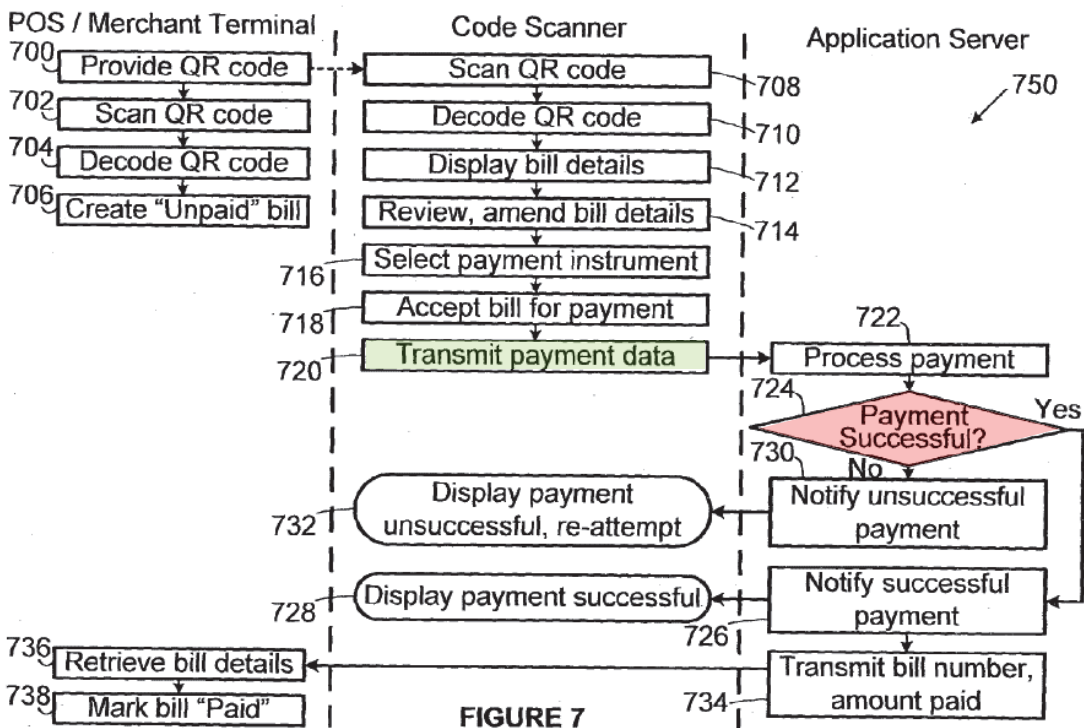 POS / Merchant Terminal
Code Scanner
Application Server
700
Provide QR code
702
Scan QR code
704
Decode QR code
706
Create "Unpaid" bill
Scan QR code
708
Decode QR code
710
Display bill details
712
Review, amend bill details
714
716
Select payment instrument
718
Accept bill for payment
720
Transmit payment data
750
722
Process payment
724
Payment
Successful?
Yes
730
No
Notify unsuccessful
payment
Display payment
unsuccessful, re-attempt
732
Notify successful
payment
726
Display payment successful
728
Transmit bill number,
amount paid
734
736
Retrieve bill details
738
Mark bill "Paid"
FIGURE 7